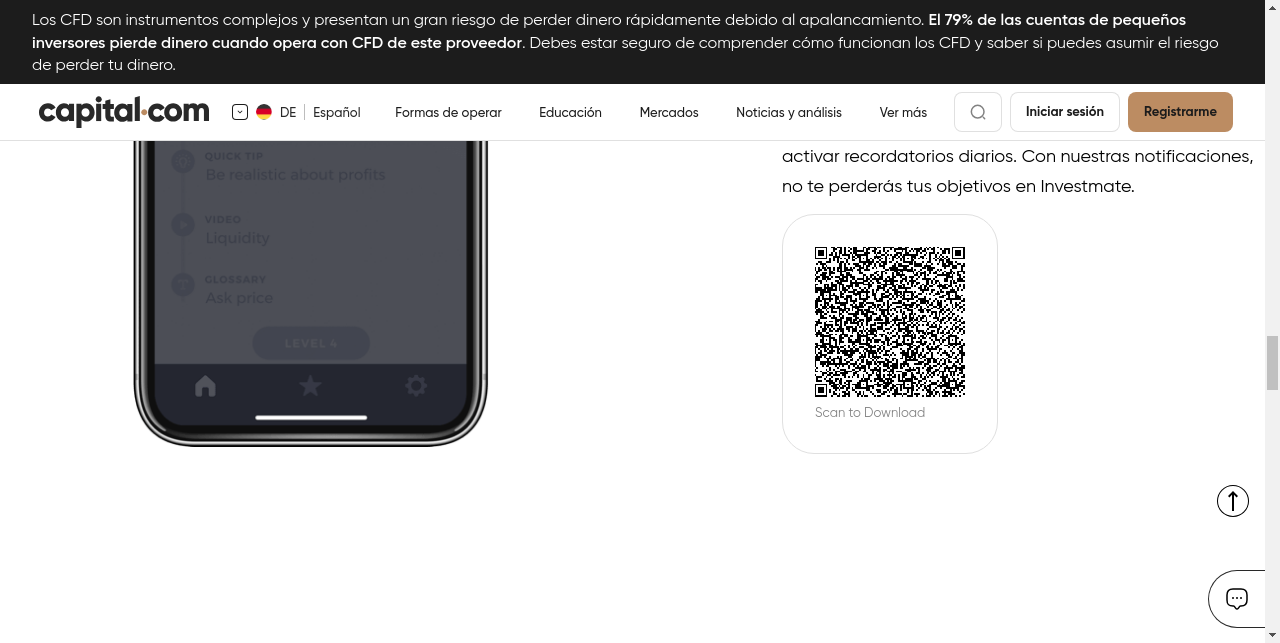 Los CFD son instrumentos complejos y presentan un gran riesgo de perder dinero rápidamente debido al apalancamiento. El 79% de las cuentas de pequeños
inversores pierde dinero cuando opera con CFD de este proveedor. Debes estar seguro de comprender cómo funcionan los CFD y saber si puedes asumir el riesgo
de perder tu dinero.
capital.com DE Español Formas de operar Educación Mercados Noticias y análisis Ver más Iniciar sesión Registrarme
activar recordatorios diarios. Con nuestras notificaciones,
no te perderás tus objetivos en Investmate.
QUICK TIP
Be realistic about profits
VIDEO
Liquidity
GLOSSARY
Ask price
LEVEL 4
Scan to Download